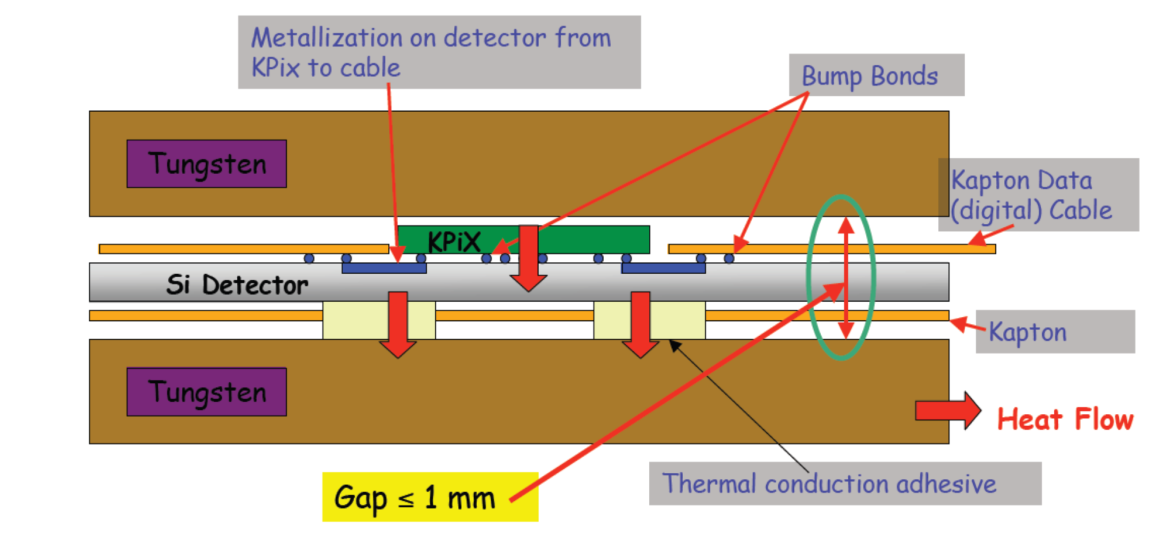 Metallization on detector from
KPix to cable
Bump Bonds
Tungsten
Kapton Data
(digital) Cable
KPiX
Si Detector
Kapton
Tungsten
Heat Flow
Thermal conduction adhesive
Gap ≤ 1 mm